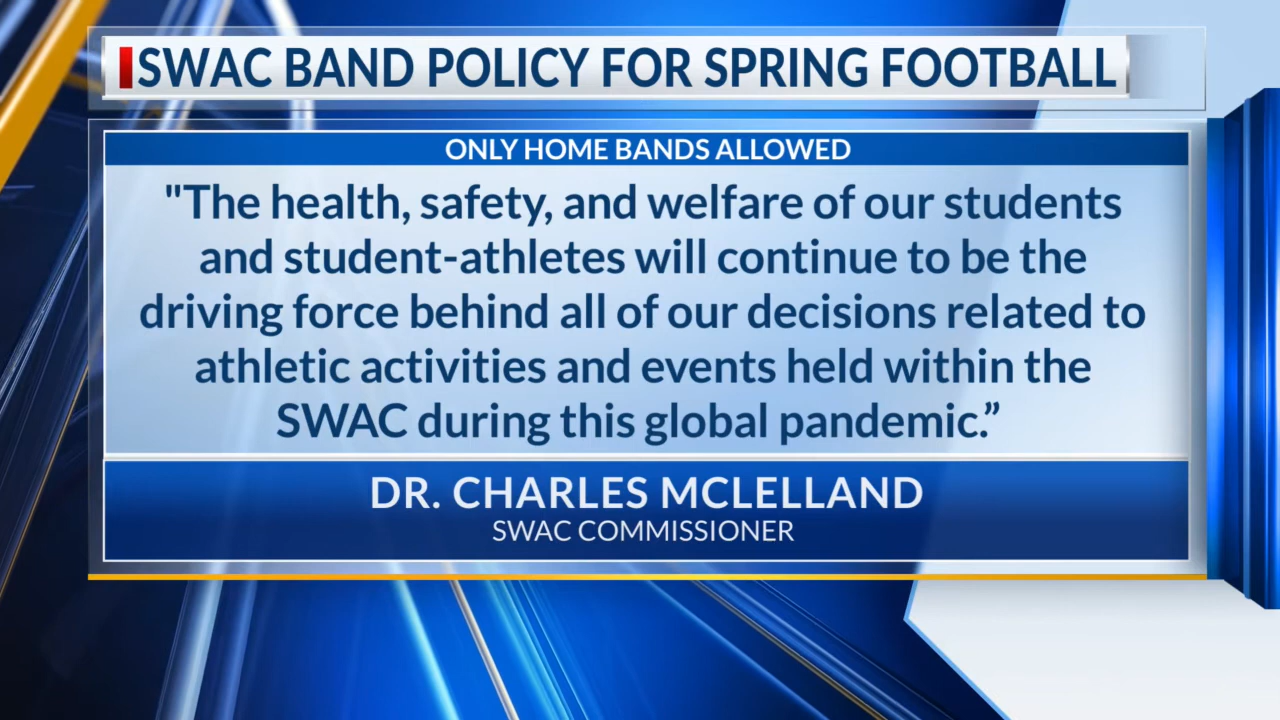 SWAC BAND POLICY FOR SPRING FOOTBALL
ONLY HOME BANDS ALLOWED
"The health, safety, and welfare of our students
and student-athletes will continue to be the
driving force behind all of our decisions related to
athletic activities and events held within the
SWAC during this global pandemic.”
DR. CHARLES MCLELLAND
SWAC COMMISSIONER